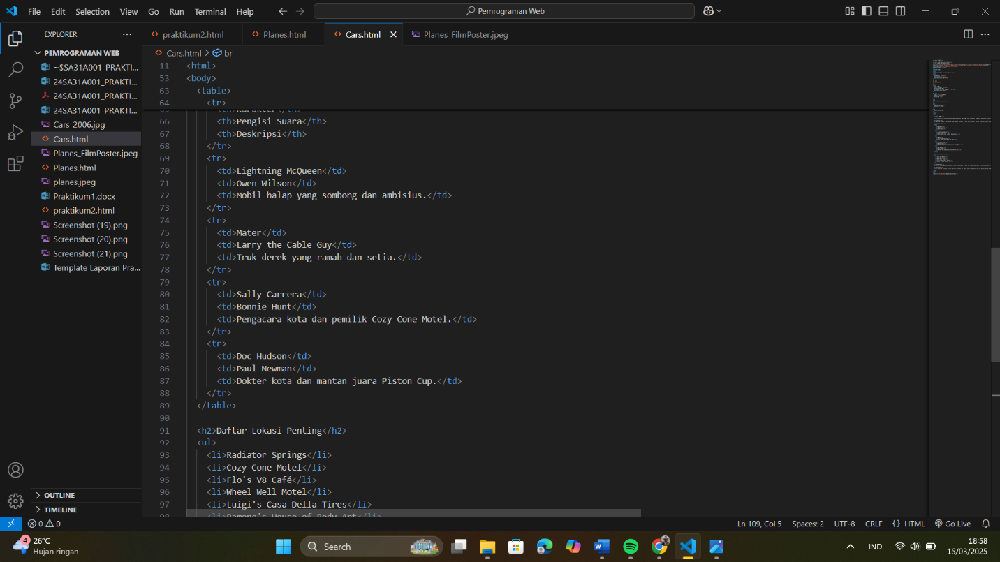 File Edit Selection View Go Run Terminal Help
Pemrograman Web
EXPLORER
praktikum2.html
Planes.html
Cars.html
Planes_FilmPoster.jpeg
PEMROGRAMAN WEB
~$SA31A001_PRAKTI...
24SA31A001_PRAKTI...
24SA31A001_PRAKTI...
24SA31A001_PRAKTI...
Cars_2006.jpg
Cars.html
Planes_FilmPoster.jpeg
Planes.html
planes.jpeg
Praktikum1.docx
praktikum2.html
Screenshot (19).png
Screenshot (20).png
Screenshot (21).png
Template Laporan Pra...
OUTLINE
TIMELINE
Cars.html > br
11 <html>
53 <body>
63 <table>
64 <tr>
65 <th>Karakter</th>
66 <th>Pengisi Suara</th>
67 <th>Deskripsi</th>
68 </tr>
69 <tr>
70 <td>Lightning McQueen</td>
71 <td>Owen Wilson</td>
72 <td>Mobil balap yang sombong dan ambisius.</td>
73 </tr>
74 <tr>
75 <td>Mater</td>
76 <td>Larry the Cable Guy</td>
77 <td>Truk derek yang ramah dan setia.</td>
78 </tr>
79 <tr>
80 <td>Sally Carrera</td>
81 <td>Bonnie Hunt</td>
82 <td>Pengacara kota dan pemilik Cozy Cone Motel.</td>
83 </tr>
84 <tr>
85 <td>Doc Hudson</td>
86 <td>Paul Newman</td>
87 <td>Dokter kota dan mantan juara Piston Cup.</td>
88 </tr>
89 </table>
90
91 <h2>Daftar Lokasi Penting</h2>
92 <ul>
93 <li>Radiator Springs</li>
94 <li>Cozy Cone Motel</li>
95 <li>Flo's V8 Café</li>
96 <li>Wheel Well Motel</li>
97 <li>Luigi's Casa Della Tires</li>
98 <li>Ramone's House of Body Art</li>
0 0
Ln 109, Col 5 Spaces: 2 UTF-8 CRLF {} HTML Go Live
4
26°C
Hujan ringan
Search
IND
18:58
15/03/2025